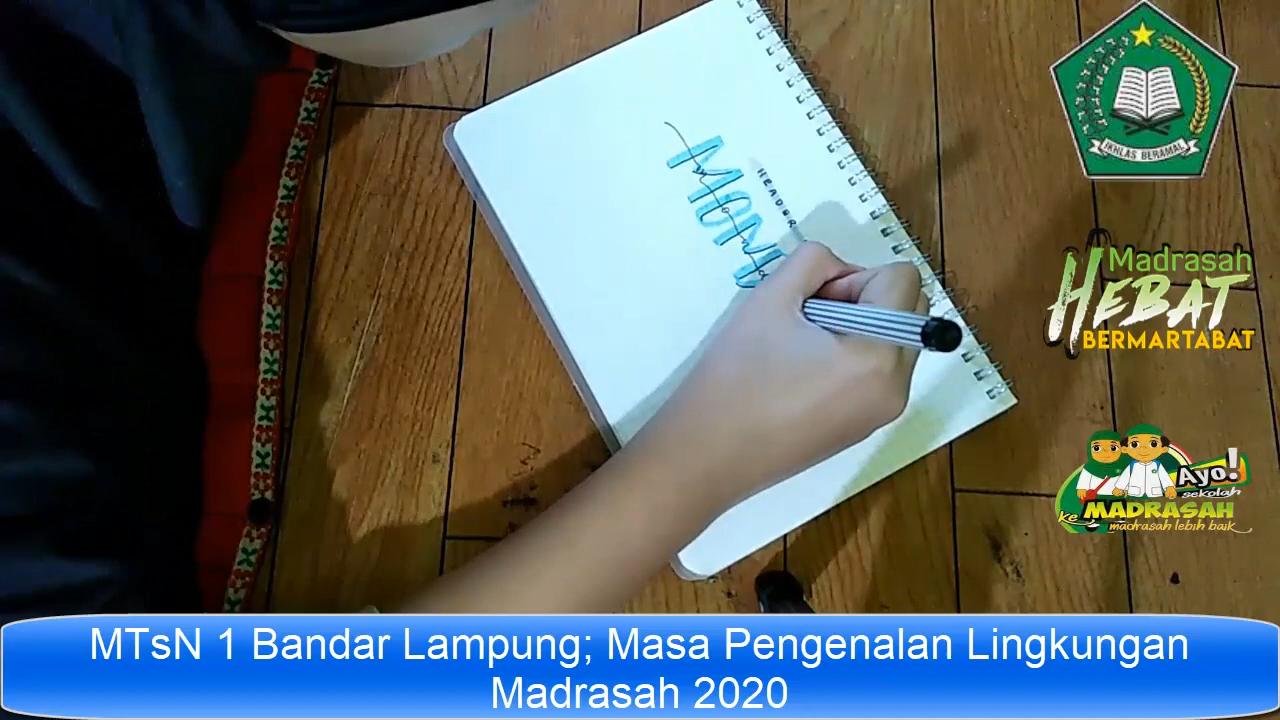 HEADER
MON
IKHLAS BERAMAL
Madrasah
HEBAT
BERMARTABAT
Ayo!
sekolah
ke MADRASAH
madrasah lebih baik
MTsN 1 Bandar Lampung; Masa Pengenalan Lingkungan
Madrasah 2020